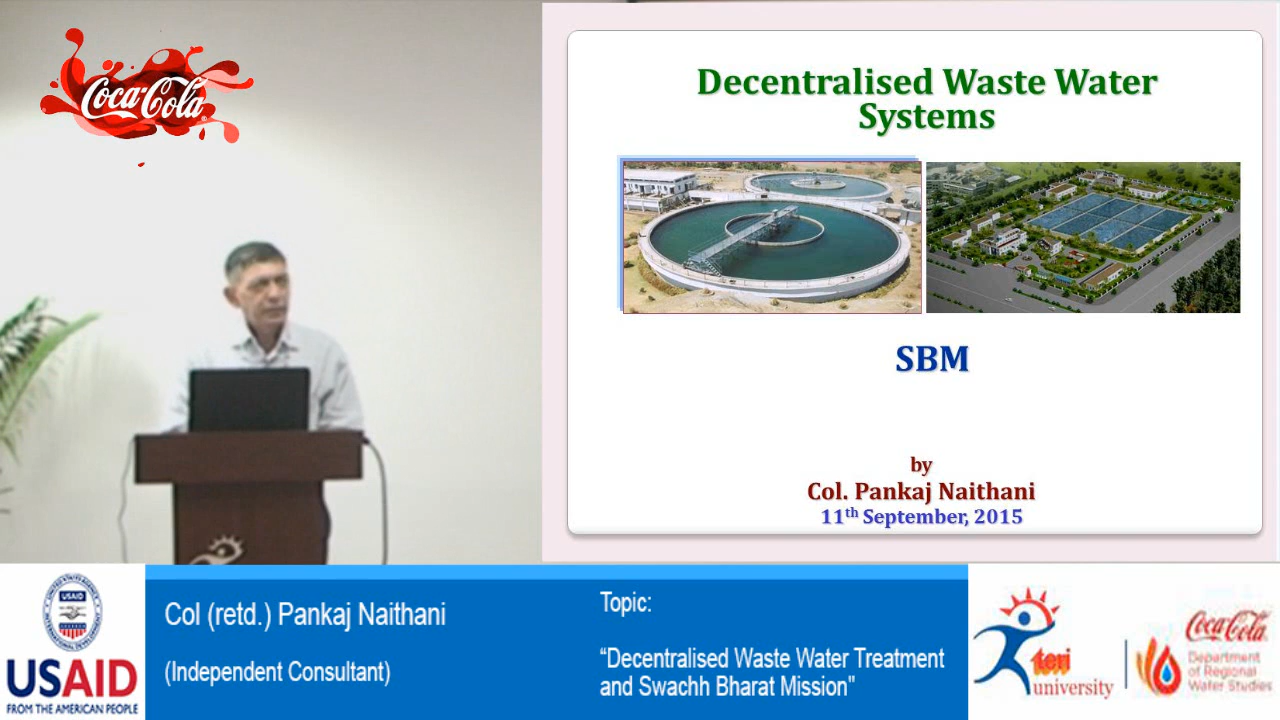 Coca-Cola
Decentralised Waste Water
Systems
SBM
by
Col. Pankaj Naithani
11th September, 2015
USAID
USAID
FROM THE AMERICAN PEOPLE
Col (retd.) Pankaj Naithani
(Independent Consultant)
Topic:
“Decentralised Waste Water Treatment
and Swachh Bharat Mission"
teri
university
Coca-Cola
Department
of Regional
Water Studies